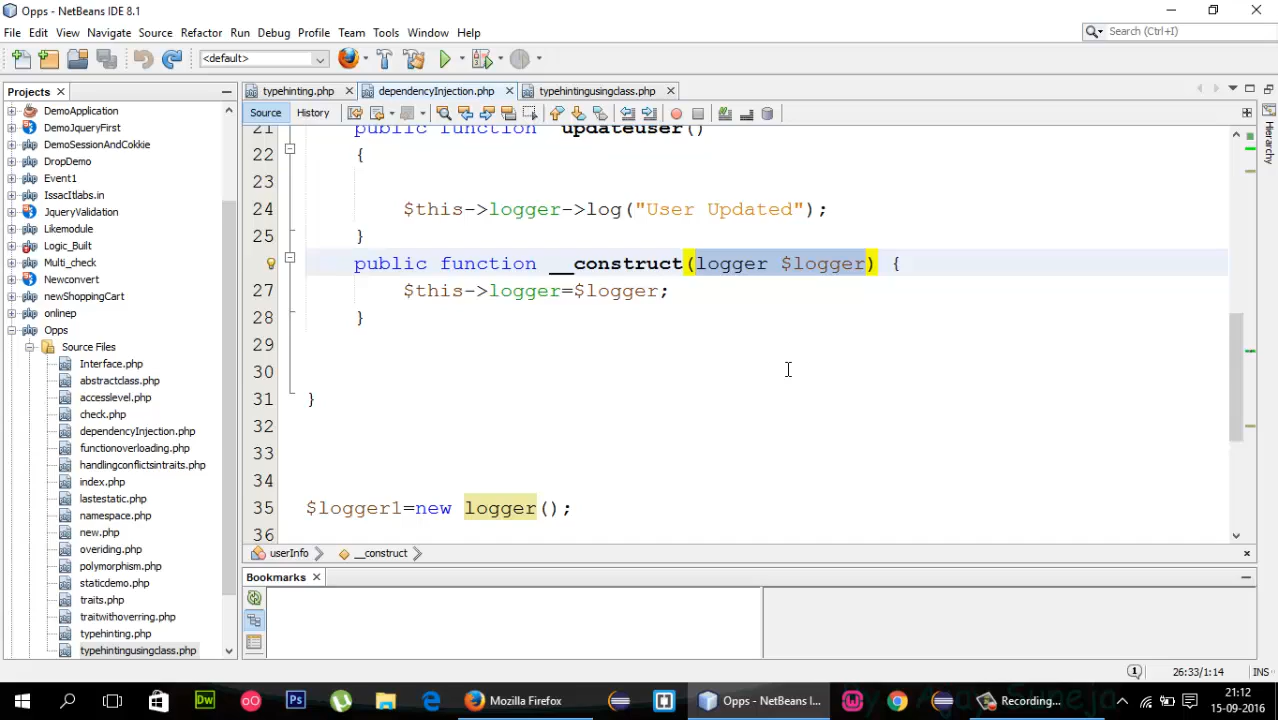 Opps - NetBeans IDE 8.1
File Edit View Navigate Source Refactor Run Debug Profile Team Tools Window Help
Search (Ctrl+I)
<default>
Projects
typehinting.php
dependencyInjection.php
typehintingusingclass.php
Source History
DemoApplication
DemoJqueryFirst
DemoSessionAndCokkie
DropDemo
Event1
IssacItlabs.in
JqueryValidation
Likemodule
Logic_Built
Multi_check
Newconvert
newShoppingCart
onlinep
Opps
Source Files
Interface.php
abstractclass.php
accesslevel.php
check.php
dependencyInjection.php
functionoverloading.php
handlingconflictsintraits.php
index.php
lastestatic.php
namespace.php
new.php
overiding.php
polymorphism.php
staticdemo.php
traits.php
traitwithoverring.php
typehinting.php
typehintingusingclass.php
21 public function updateuser()
22 {
23
24 $this->logger->log("User Updated");
25 }
public function __construct(logger $logger) {
27 $this->logger=$logger;
28 }
29
30
31 }
32
33
34
35 $logger1=new logger();
36
Hierarchy
userInfo __construct
Bookmarks
26:33/1:14 INS
Mozilla Firefox
Opps - NetBeans I...
Recording...
21:12
15-09-2016